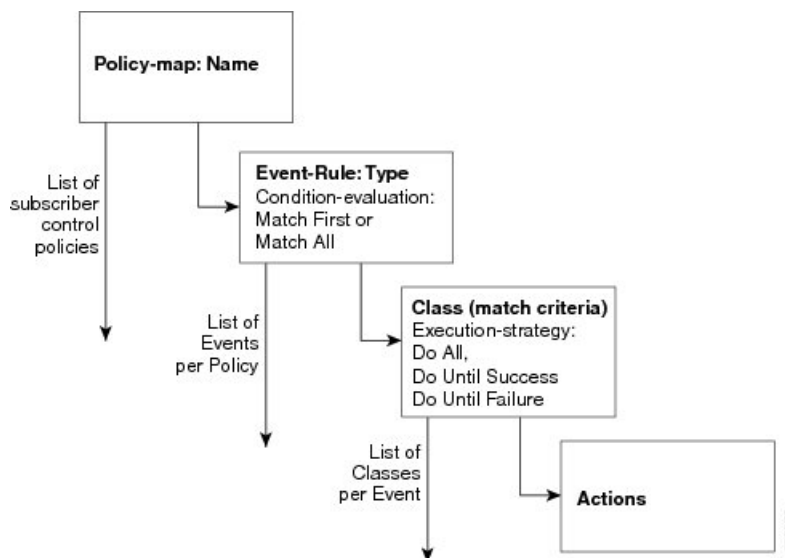 Policy-map: Name
List of
subscriber
control
policies
Event-Rule: Type
Condition-evaluation:
Match First or
Match All
List of
Events
per Policy
Class (match criteria)
Execution-strategy:
Do All,
Do Until Success
Do Until Failure
List of
Classes
per Event
Actions